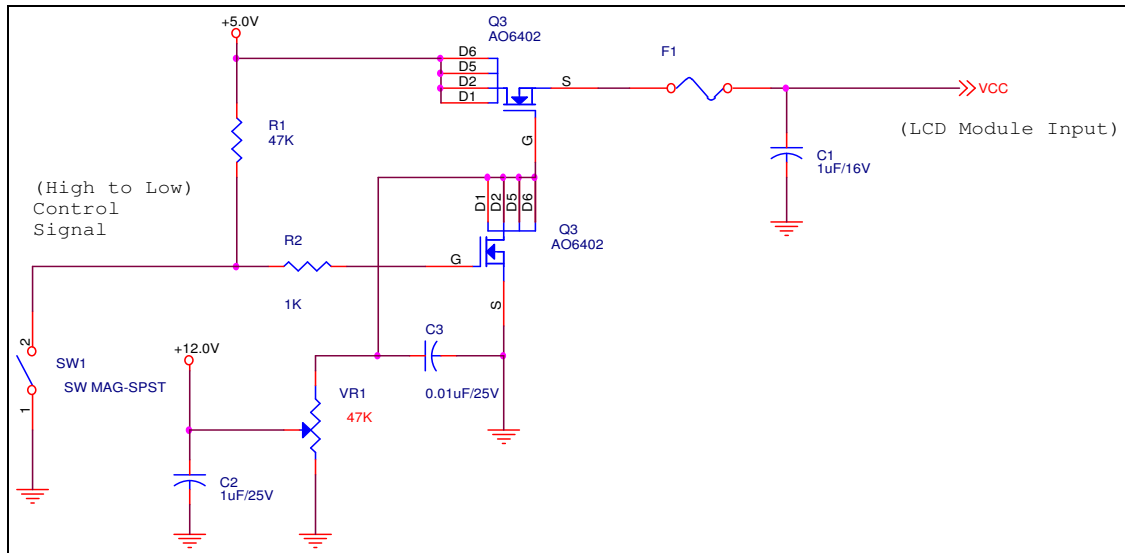 +5.0V
Q3
AO6402
D6
D5
D2
D1
S
G
F1
VCC
(LCD Module Input)
R1
47K
C1
1uF/16V
(High to Low)
Control
Signal
D1
D2
D5
D6
Q3
AO6402
R2
1K
G
S
2
SW1
SW MAG-SPST
1
+12.0V
C3
0.01uF/25V
VR1
47K
C2
1uF/25V